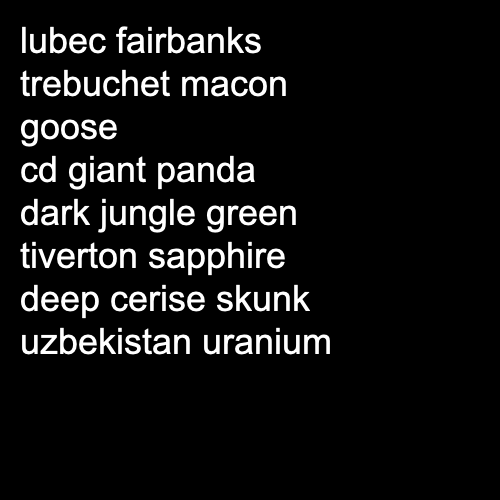 lubec fairbanks
trebuchet macon
goose
cd giant panda
dark jungle green
tiverton sapphire
deep cerise skunk
uzbekistan uranium